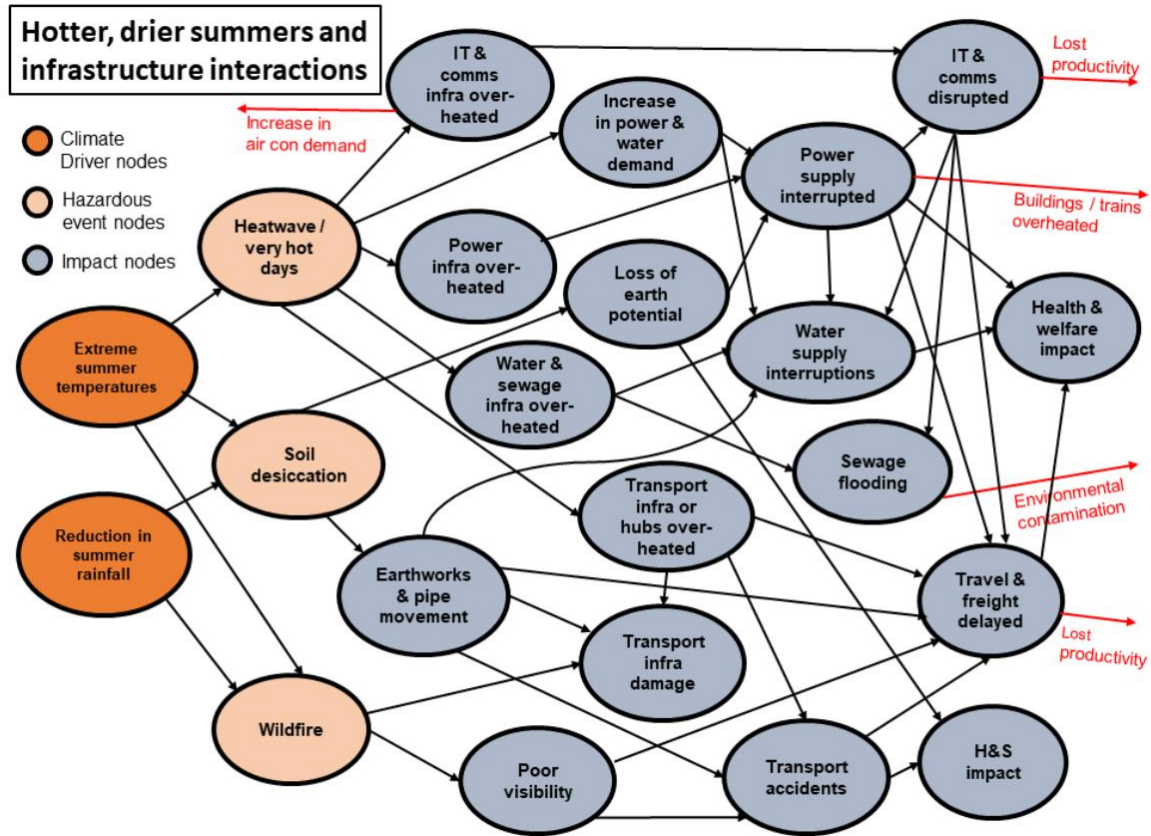 Hotter, drier summers and
infrastructure interactions
Climate
Driver nodes
Hazardous
event nodes
Impact nodes
IT &
comms
infra over-
heated
IT &
comms
disrupted
Lost
productivity
Increase in
air con demand
Increase
in power &
water
demand
Power
supply
interrupted
Buildings / trains
overheated
Heatwave /
very hot
days
Power
infra over-
heated
Loss of
earth
potential
Health &
welfare
impact
Extreme
summer
temperatures
Water &
sewage
infra over-
heated
Water
supply
interruptions
Soil
desiccation
Sewage
flooding
Environmental
contamination
Transport
infra or
hubs over-
heated
Reduction in
summer
rainfall
Earthworks
& pipe
movement
Travel &
freight
delayed
Lost
productivity
Transport
infra
damage
Wildfire
Poor
visibility
Transport
accidents
H&S
impact